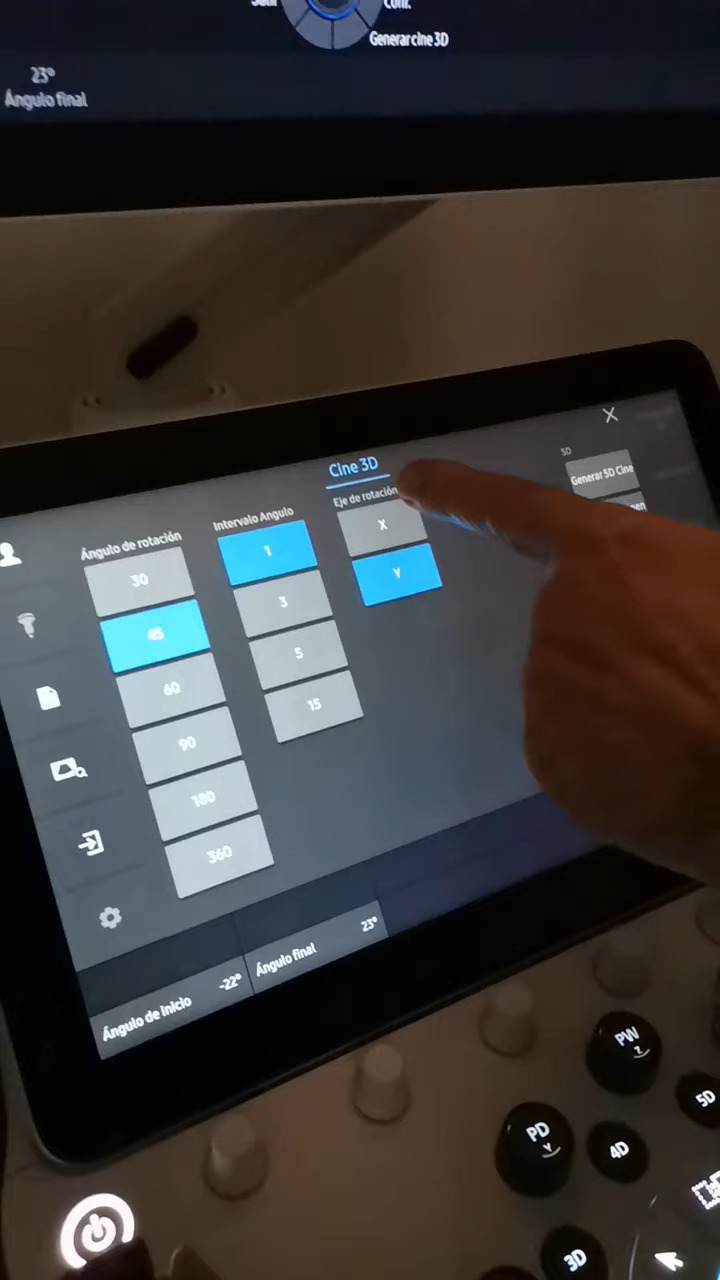 Conf.
Generar cine 3D
23°
Ángulo final
Cine 3D
5D
Generar 5D Cine
Ángulo de rotación
30
45
60
90
180
360
Intervalo Angulo
1
3
5
15
Eje de rotación
X
Y
Ángulo de inicio
-22°
Ángulo final
23°
PW
Z
5D
PD
Y
4D
3D